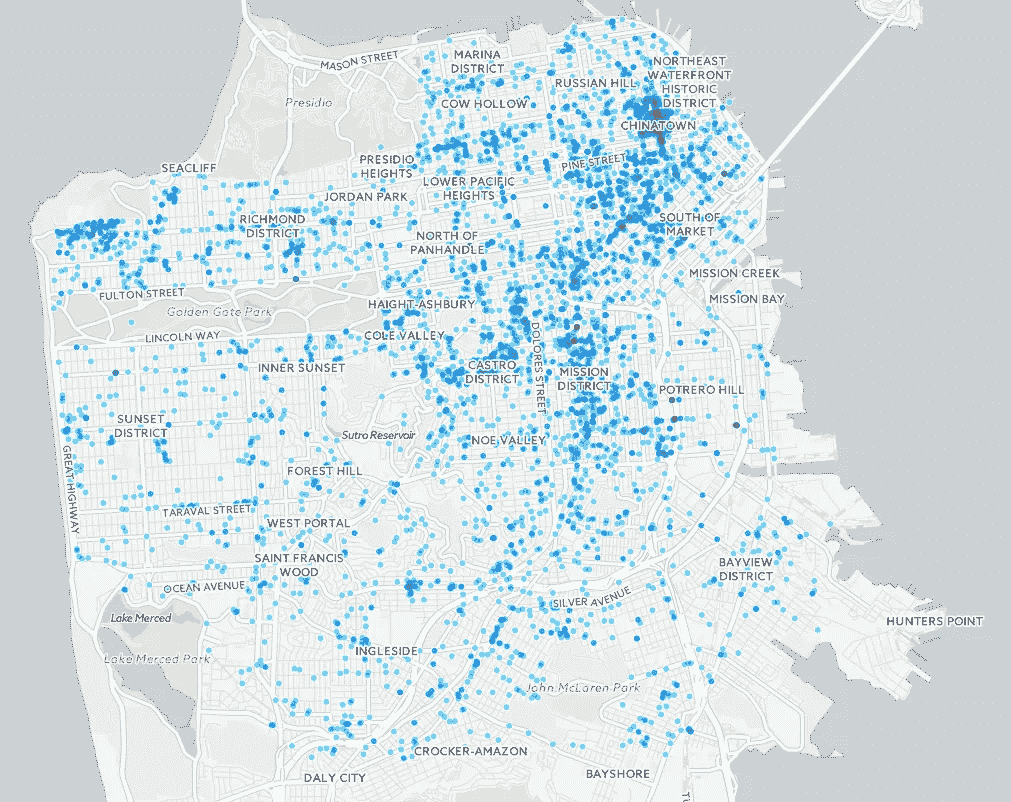 MASON STREET
MARINA
DISTRICT
NORTHEAST
WATERFRONT
HISTORIC
DISTRICT
RUSSIAN HILL
Presidio
COW HOLLOW
CHINATOWN
PRESIDIO
HEIGHTS
PINE STREET
SEACLIFF
LOWER PACIFIC
HEIGHTS
JORDAN PARK
RICHMOND
DISTRICT
SOUTH OF
MARKET
NORTH OF
PANHANDLE
MISSION CREEK
FULTON STREET
MISSION BAY
Golden Gate Park
HAIGHT-ASHBURY
LINCOLN WAY
COLE VALLEY
DOLORES STREET
INNER SUNSET
CASTRO
DISTRICT
MISSION
DISTRICT
POTRERO HILL
SUNSET
DISTRICT
Sutro Reservoir
NOE VALLEY
GREAT HIGHWAY
FOREST HILL
TARAVAL STREET
WEST PORTAL
SAINT FRANCIS
WOOD
BAYVIEW
DISTRICT
OCEAN AVENUE
SILVER AVENUE
Lake Merced
HUNTERS POINT
Lake Merced Park
INGLESIDE
John McLaren Park
CROCKER-AMAZON
DALY CITY
BAYSHORE